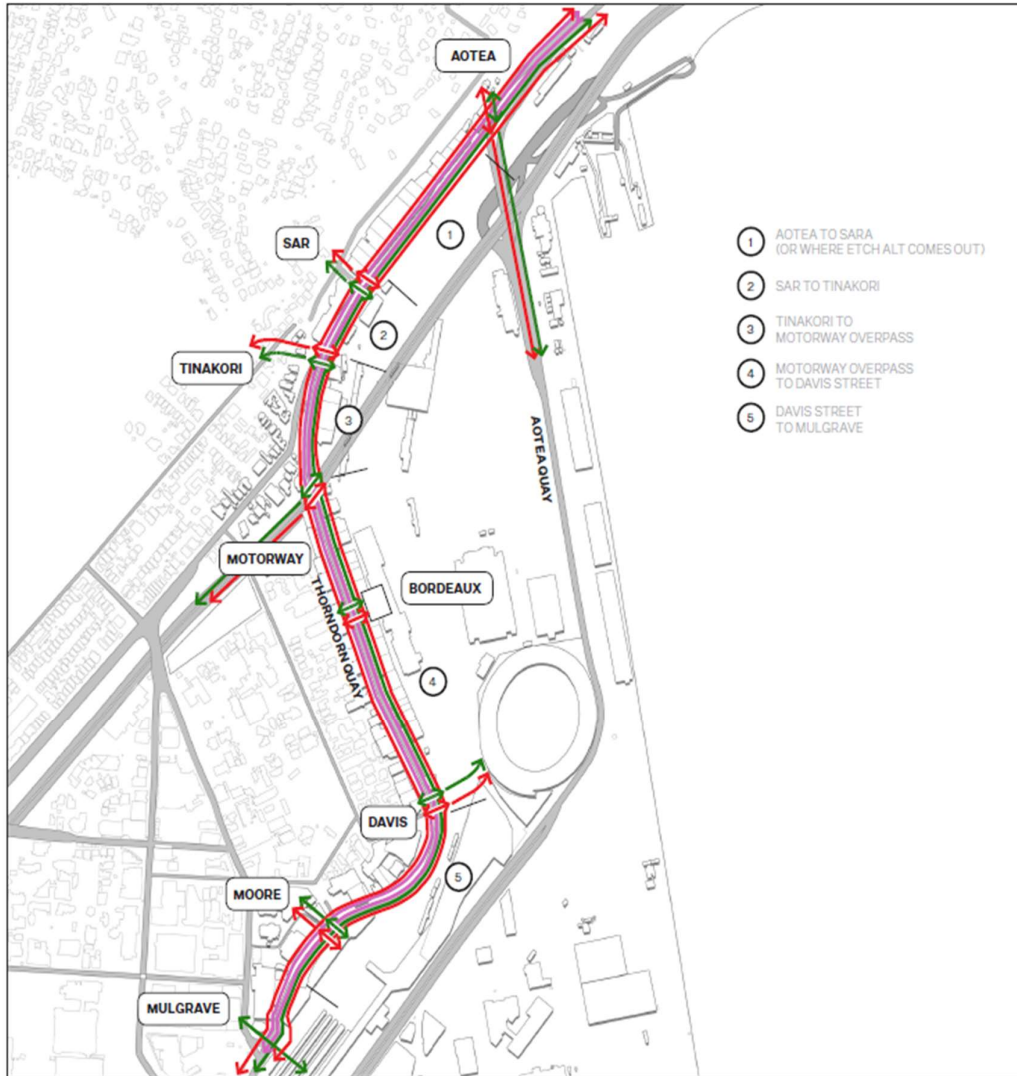 AOTEA
SAR
TINAKORI
MOTORWAY
THORNDORN QUAY
BORDEAUX
AOTEA QUAY
DAVIS
MOORE
MULGRAVE
1
2
3
4
5
1 AOTEA TO SARA
(OR WHERE ETCH ALT COMES OUT)
2 SAR TO TINAKORI
3 TINAKORI TO
MOTORWAY OVERPASS
4 MOTORWAY OVERPASS
TO DAVIS STREET
5 DAVIS STREET
TO MULGRAVE